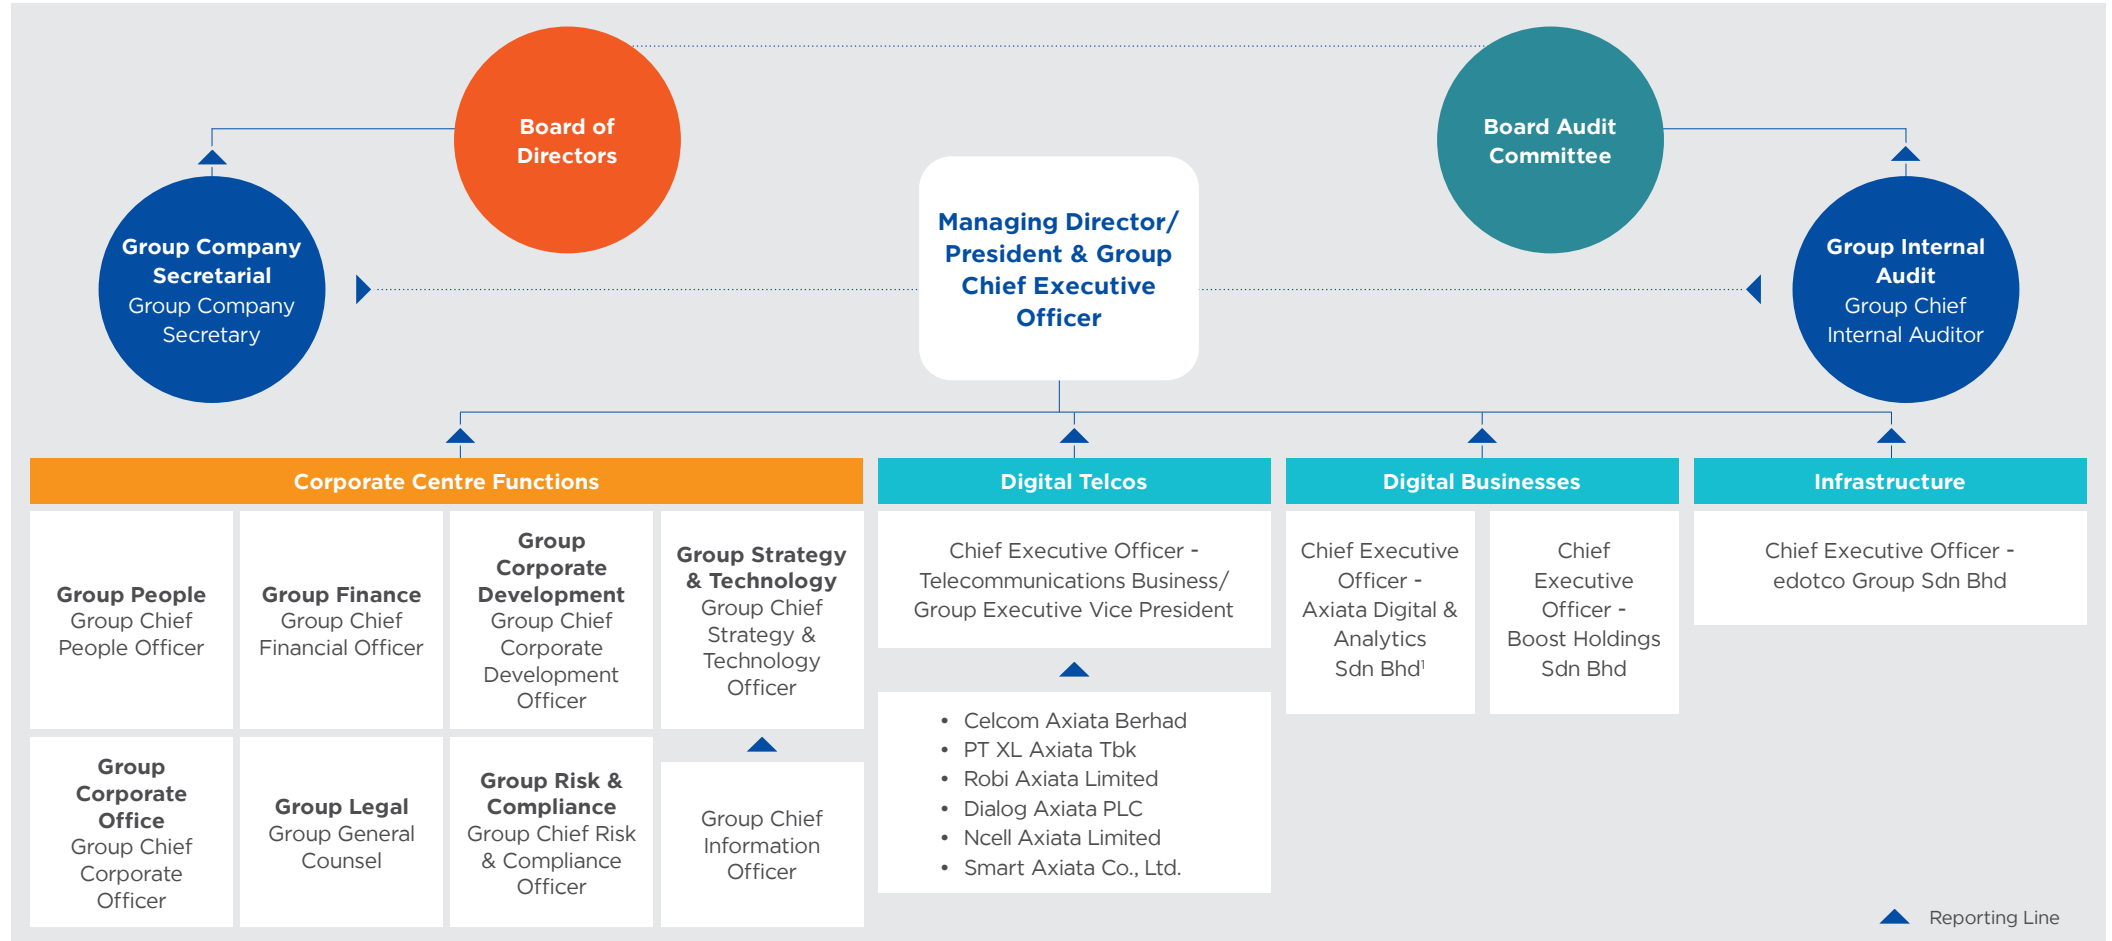 Board of
Directors
Board Audit
Committee
Managing Director/
President & Group
Chief Executive
Officer
Group Company
Secretarial
Group Company
Secretary
Group Internal
Audit
Group Chief
Internal Auditor
Corporate Centre Functions
Group People
Group Chief
People Officer
Group Finance
Group Chief
Financial Officer
Group
Corporate
Development
Group Chief
Corporate
Development
Officer
Group Strategy
& Technology
Group Chief
Strategy &
Technology
Officer
Group
Corporate
Office
Group Chief
Corporate
Officer
Group Legal
Group General
Counsel
Group Risk &
Compliance
Group Chief Risk
& Compliance
Officer
Group Chief
Information
Officer
Digital Telcos
Chief Executive Officer -
Telecommunications Business/
Group Executive Vice President
• Celcom Axiata Berhad
• PT XL Axiata Tbk
• Robi Axiata Limited
• Dialog Axiata PLC
• Ncell Axiata Limited
• Smart Axiata Co., Ltd.
Digital Businesses
Chief Executive
Officer -
Axiata Digital &
Analytics
Sdn Bhd¹
Chief
Executive
Officer -
Boost Holdings
Sdn Bhd
Infrastructure
Chief Executive Officer -
edotco Group Sdn Bhd
Reporting Line